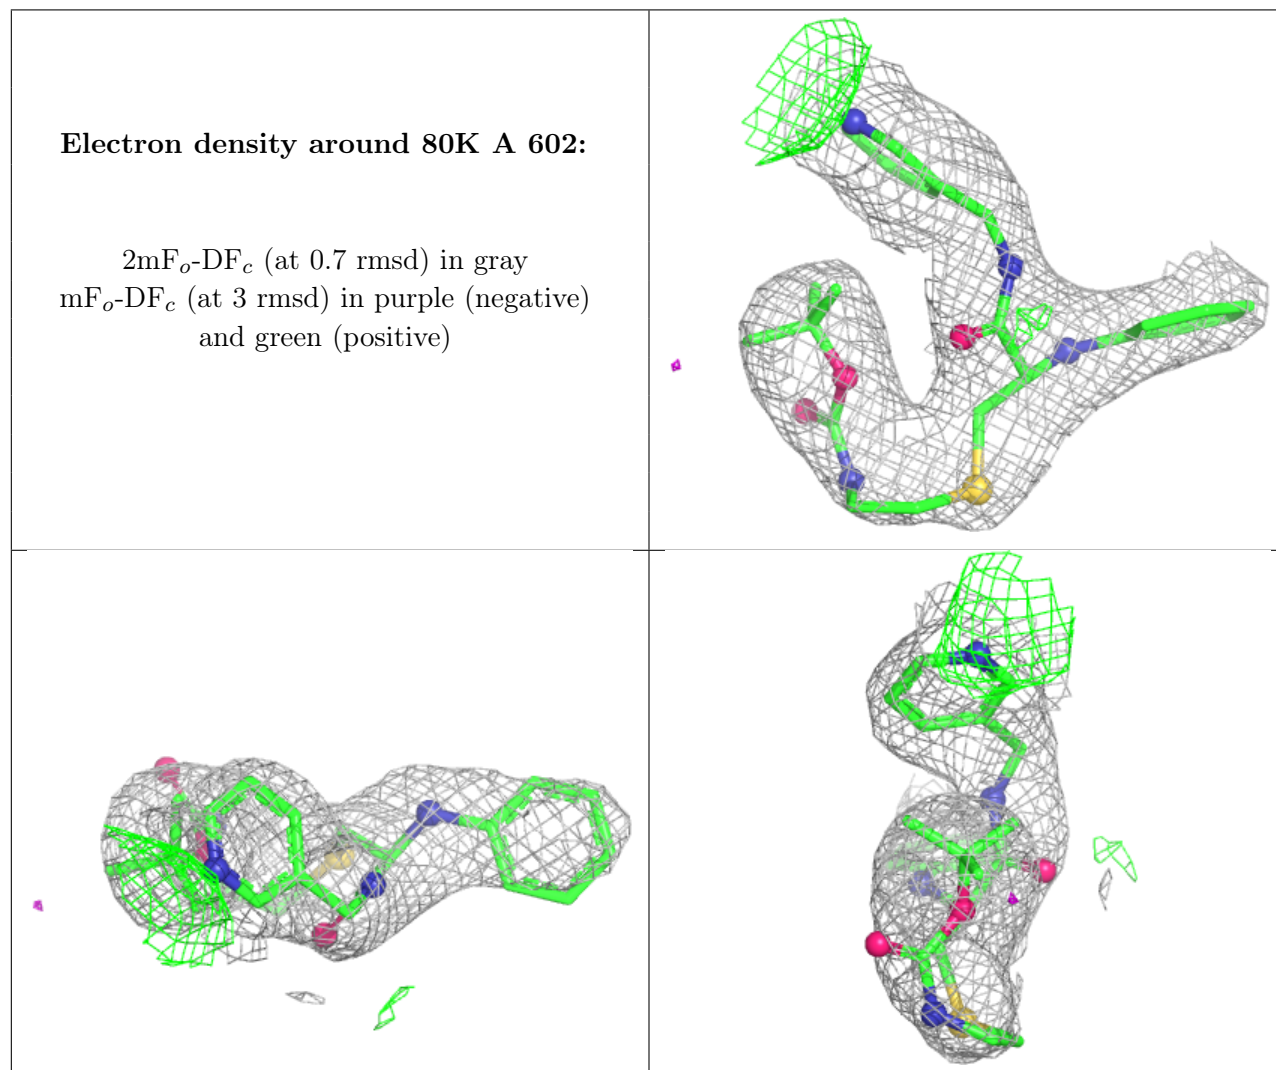 Electron density around 80K A 602:
2mFo-DFc (at 0.7 rmsd) in gray
mFo-DFc (at 3 rmsd) in purple (negative)
and green (positive)